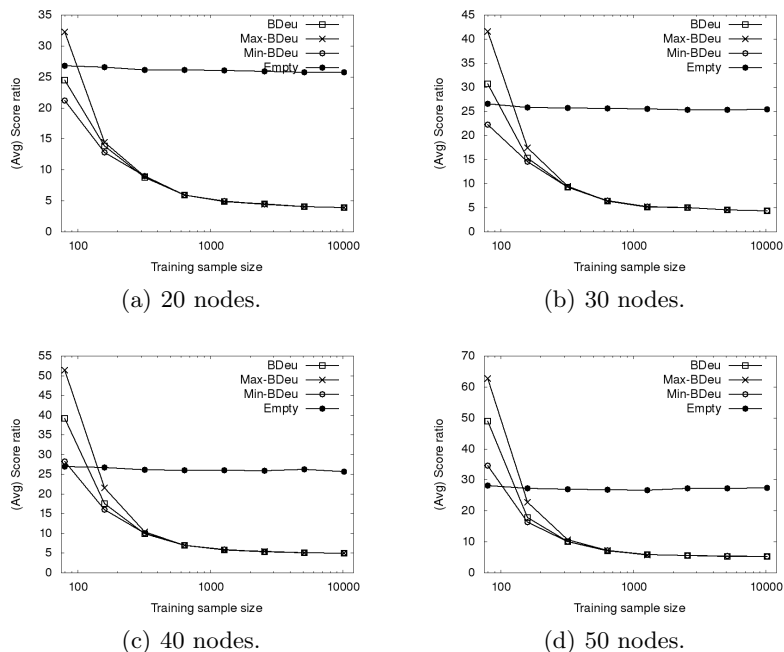 (Avg) Score ratio
35
30
25
20
15
10
5
0
100
1000
10000
Training sample size
BDeu
Max-BDeu
Min-BDeu
Empty
(a) 20 nodes.
(Avg) Score ratio
45
40
35
30
25
20
15
10
5
0
100
1000
10000
Training sample size
BDeu
Max-BDeu
Min-BDeu
Empty
(b) 30 nodes.
(Avg) Score ratio
55
50
45
40
35
30
25
20
15
10
5
0
100
1000
10000
Training sample size
BDeu
Max-BDeu
Min-BDeu
Empty
(c) 40 nodes.
(Avg) Score ratio
70
60
50
40
30
20
10
0
100
1000
10000
Training sample size
BDeu
Max-BDeu
Min-BDeu
Empty
(d) 50 nodes.